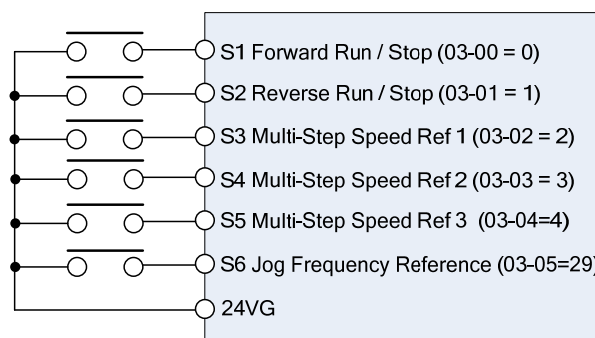 S1 Forward Run / Stop (03-00 = 0)
S2 Reverse Run / Stop (03-01 = 1)
S3 Multi-Step Speed Ref 1 (03-02 = 2)
S4 Multi-Step Speed Ref 2 (03-03 = 3)
S5 Multi-Step Speed Ref 3 (03-04=4)
S6 Jog Frequency Reference (03-05=29)
24VG